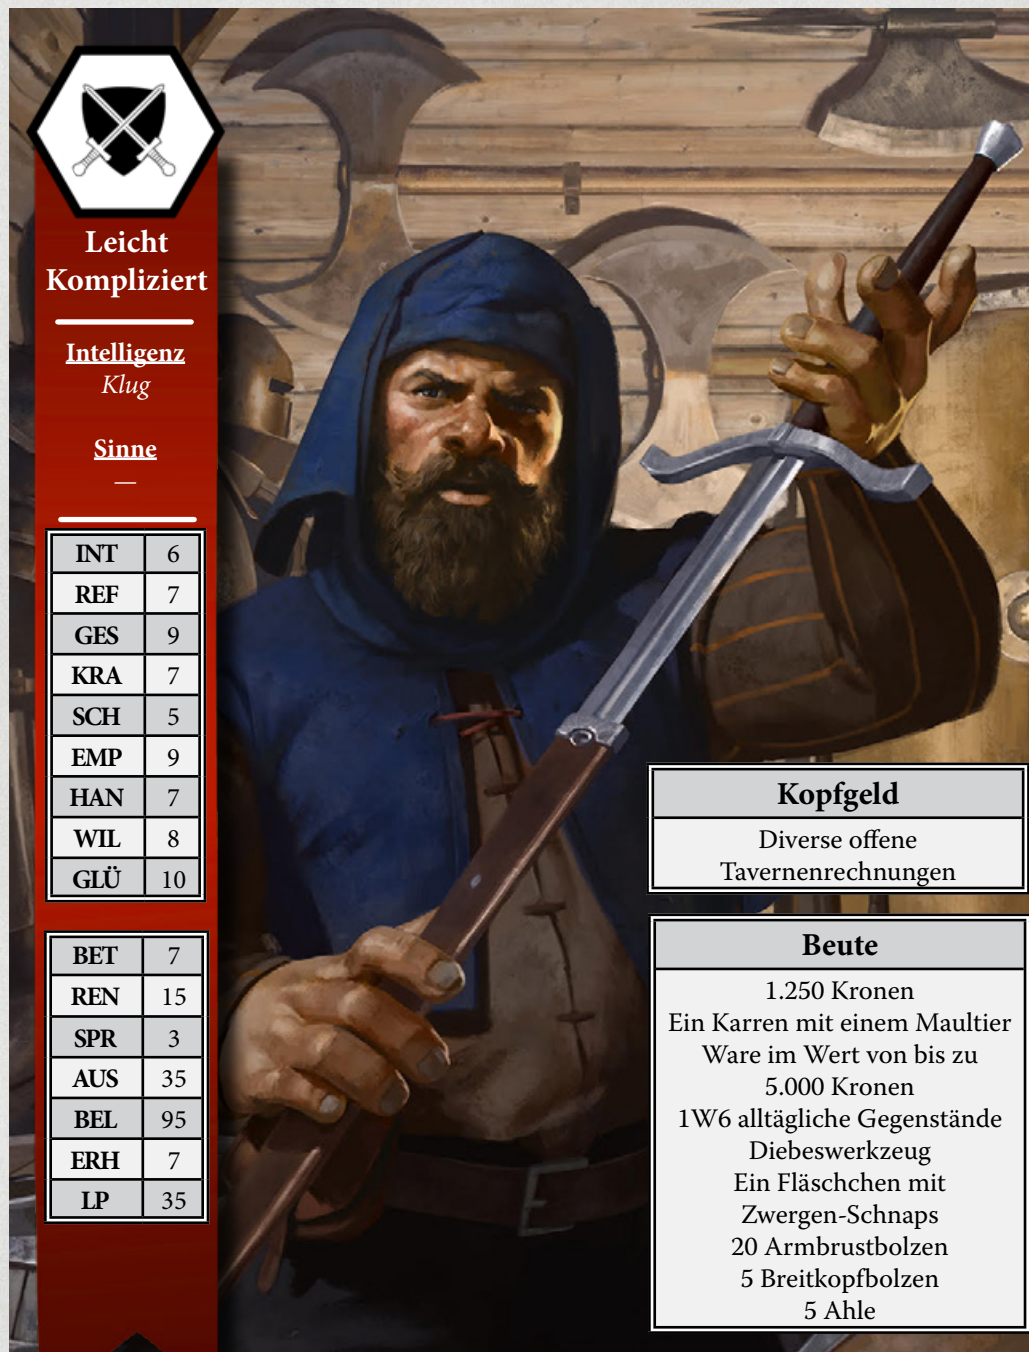 Leicht
Kompliziert
Intelligenz
Klug
Sinne
—
INT 6
REF 7
GES 9
KRA 7
SCH 5
EMP 9
HAN 7
WIL 8
GLÜ 10
BET 7
REN 15
SPR 3
AUS 35
BEL 95
ERH 7
LP 35
Kopfgeld
Diverse offene
Tavernenrechnungen
Beute
1.250 Kronen
Ein Karren mit einem Maultier
Ware im Wert von bis zu
5.000 Kronen
1W6 alltägliche Gegenstände
Diebeswerkzeug
Ein Fläschchen mit
Zwergen-Schnaps
20 Armbrustbolzen
5 Breitkopfbolzen
5 Ahle